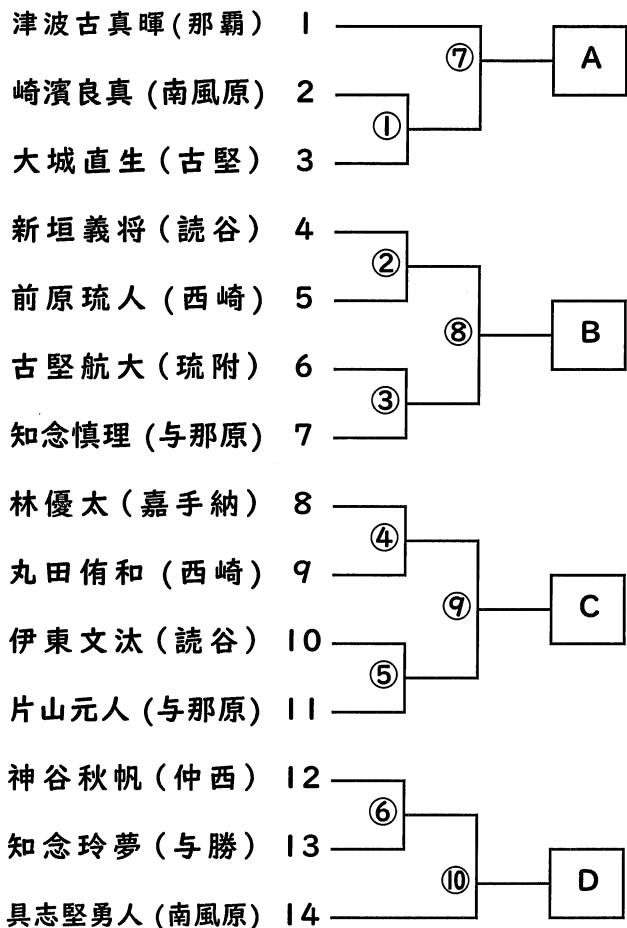 津波古真暉(那覇) 1
⑦ A
崎濱良真(南風原) 2
①
大城直生(古堅) 3
新垣義将(読谷) 4
②
前原琉人(西崎) 5
⑧ B
古堅航大(琉附) 6
③
知念慎理(与那原) 7
林優太(嘉手納) 8
④
丸田侑和(西崎) 9
⑨ C
伊東文汰(読谷) 10
⑤
片山元人(与那原) 11
神谷秋帆(仲西) 12
⑥
知念玲夢(与勝) 13
⑩ D
具志堅勇人(南風原) 14